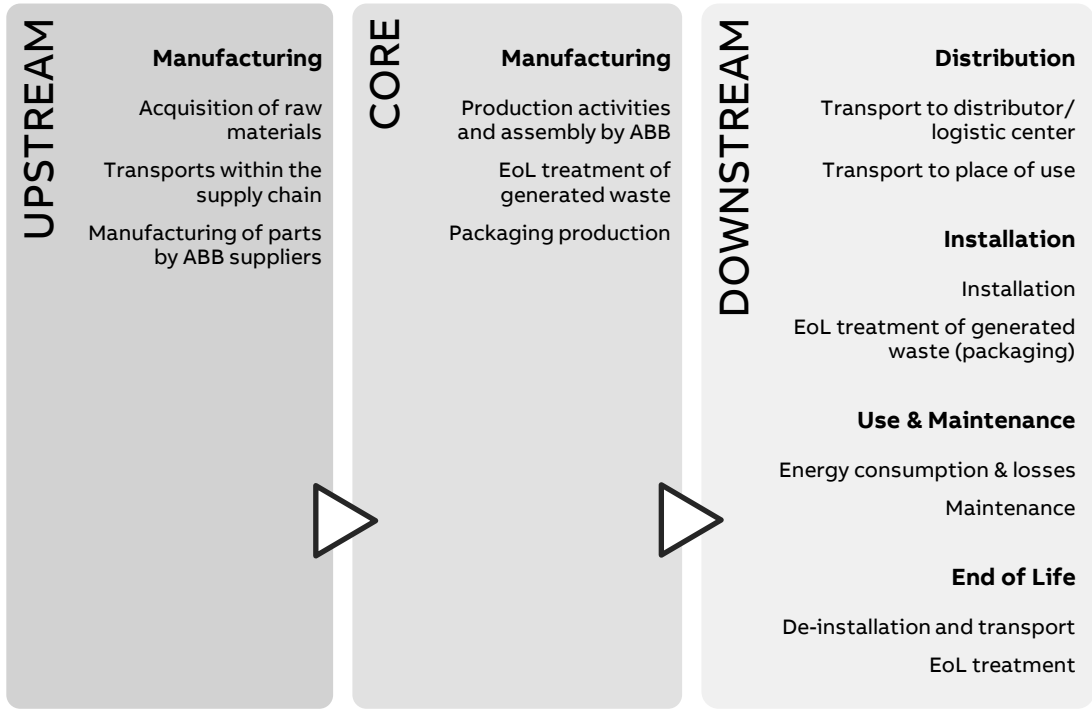 UPSTREAM
Manufacturing
Acquisition of raw
materials
Transports within the
supply chain
Manufacturing of parts
by ABB suppliers
CORE
Manufacturing
Production activities
and assembly by ABB
EoL treatment of
generated waste
Packaging production
DOWNSTREAM
Distribution
Transport to distributor/
logistic center
Transport to place of use
Installation
Installation
EoL treatment of generated
waste (packaging)
Use & Maintenance
Energy consumption & losses
Maintenance
End of Life
De-installation and transport
EoL treatment